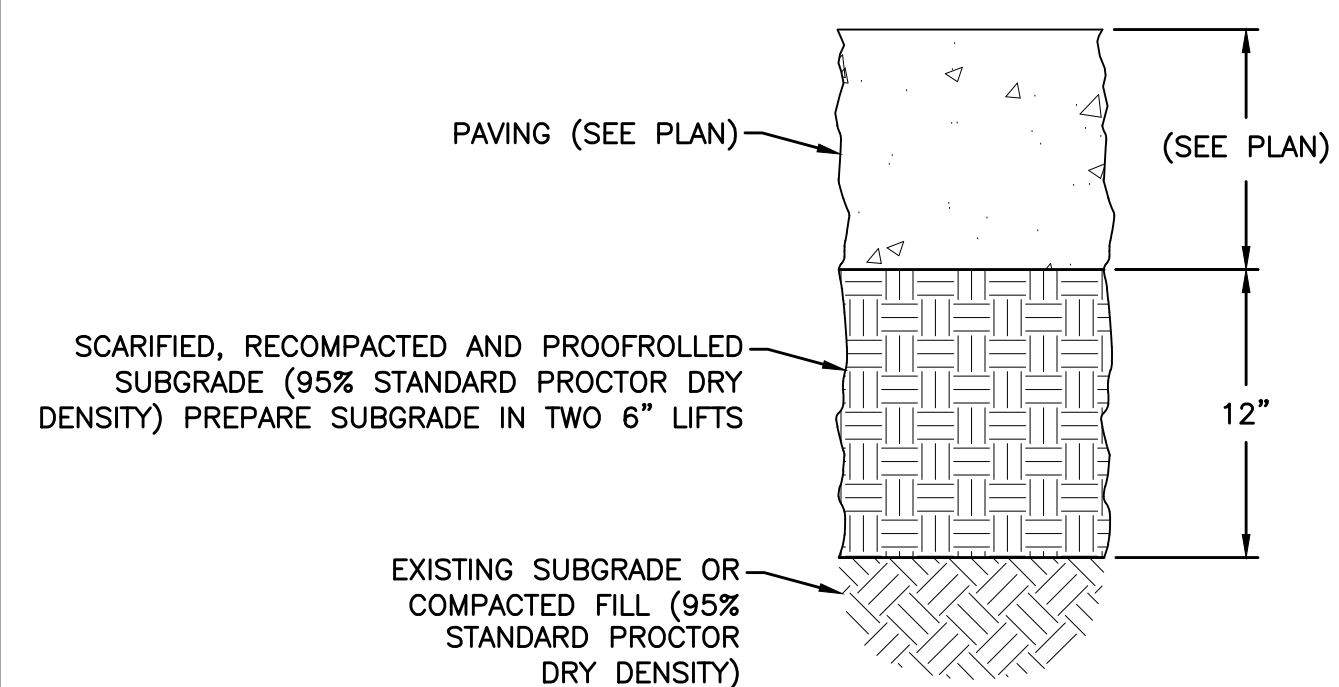 PAVING (SEE PLAN)
(SEE PLAN)
SCARIFIED, RECOMPACTED AND PROOFROLLED
SUBGRADE (95% STANDARD PROCTOR DRY
DENSITY) PREPARE SUBGRADE IN TWO 6” LIFTS
12”
EXISTING SUBGRADE OR
COMPACTED FILL (95%
STANDARD PROCTOR
DRY DENSITY)